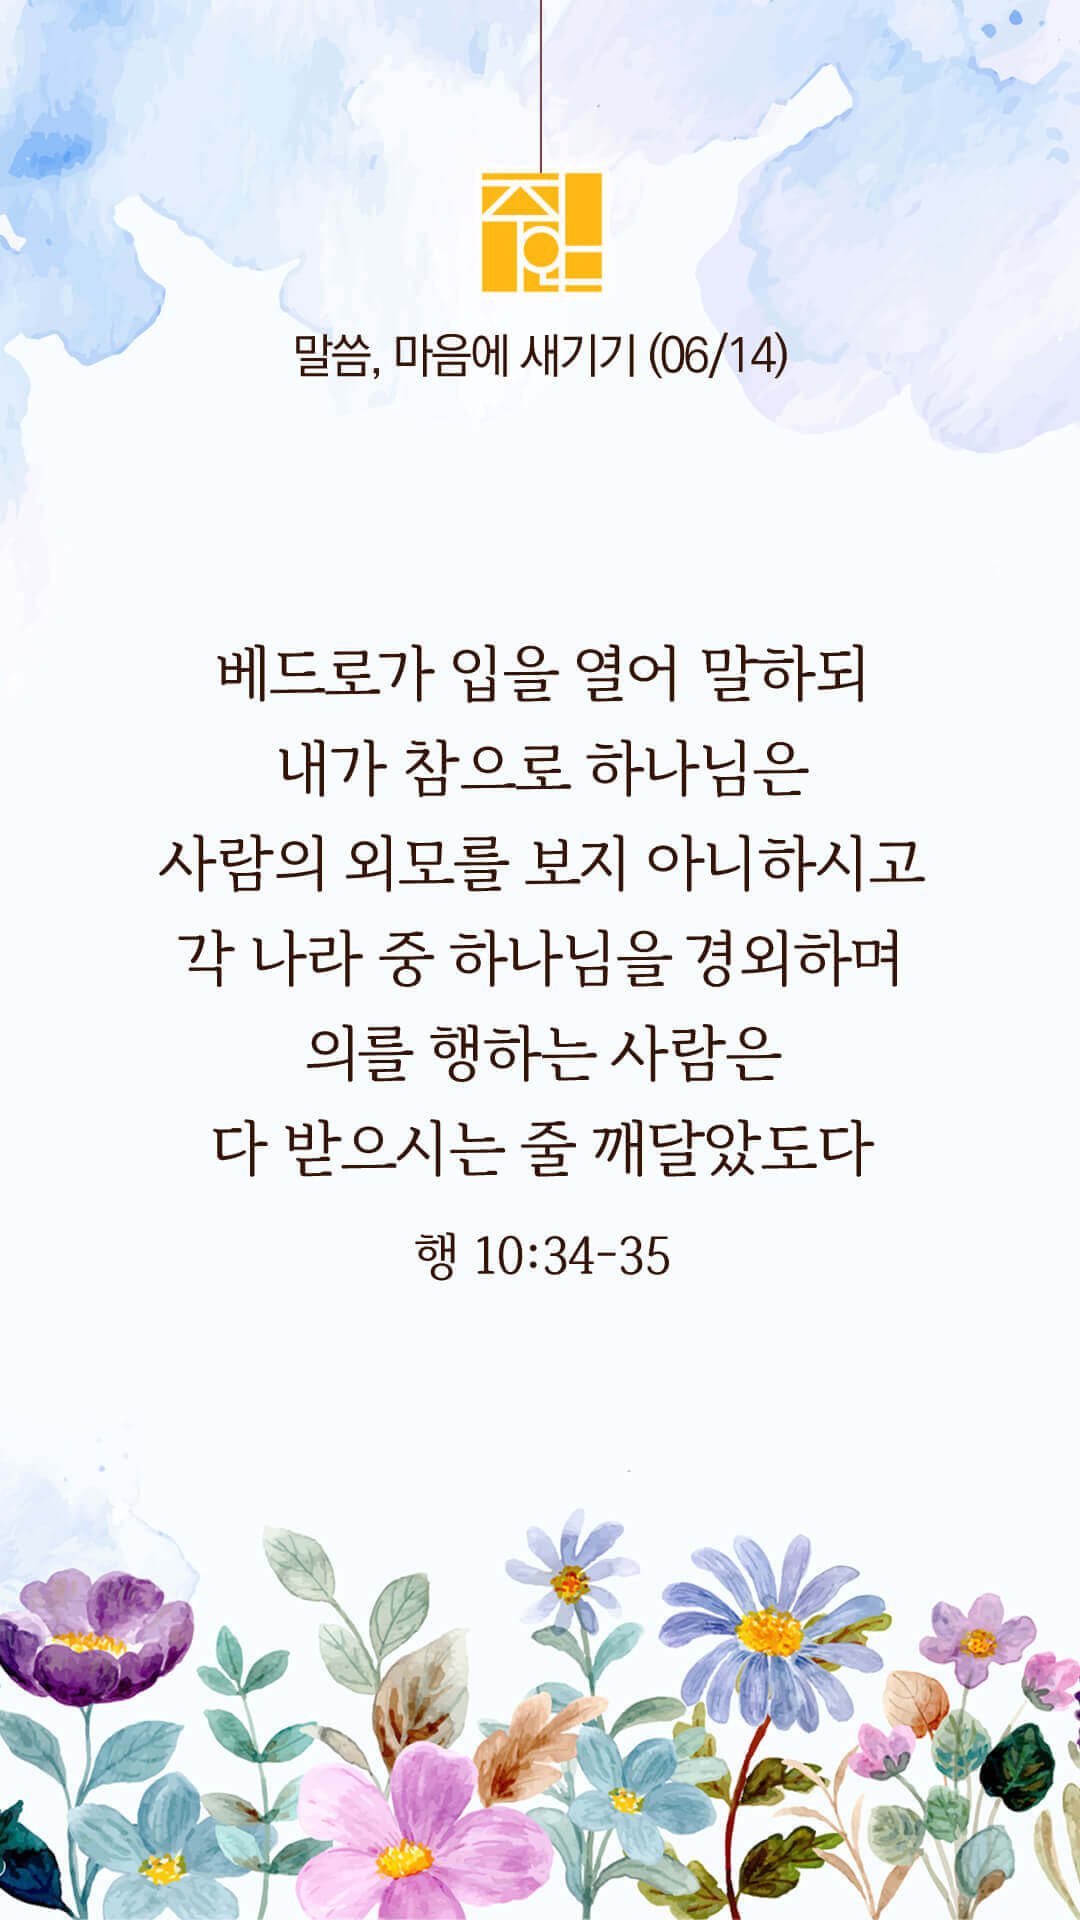 주안
말씀, 마음에 새기기 (06/14)
베드로가 입을 열어 말하되
내가 참으로 하나님은
사람의 외모를 보지 아니하시고
각 나라 중 하나님을 경외하며
의를 행하는 사람은
다 받으시는 줄 깨달았도다
행 10:34-35